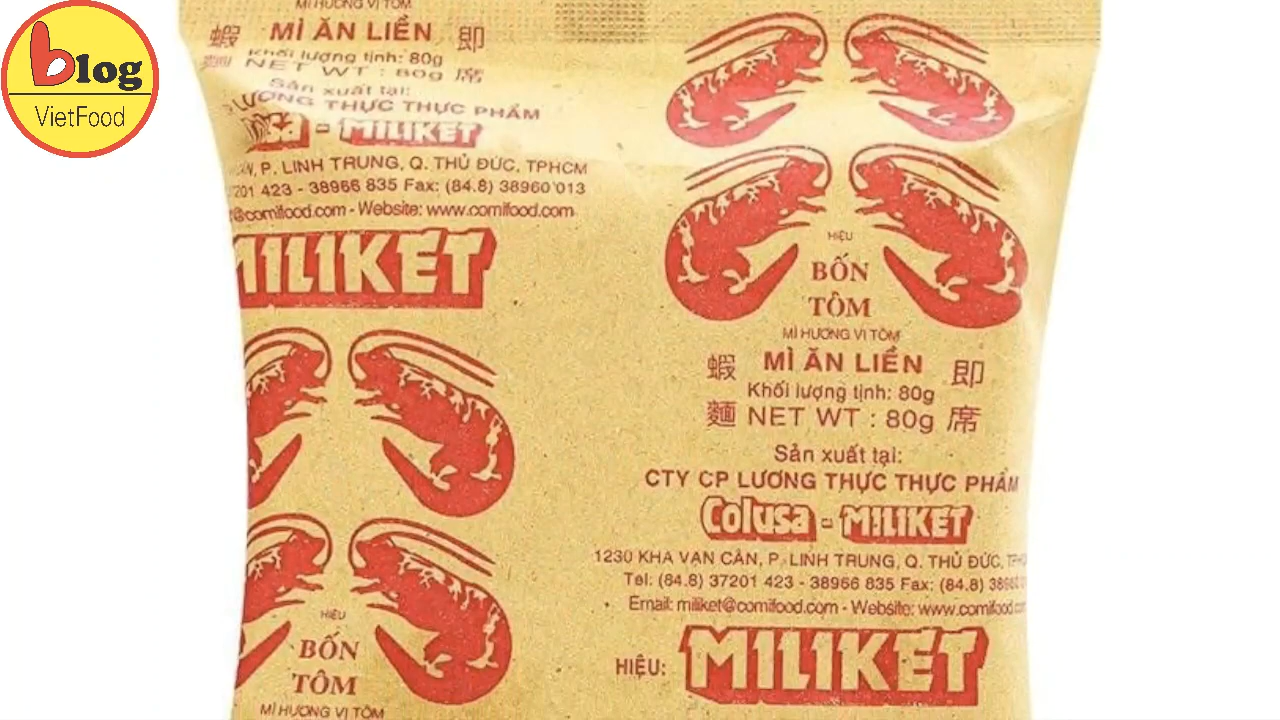 blog
VietFood
MÌ HƯƠNG VỊ TÔM
蝦 MÌ ĂN LIỀN 即
Khối lượng tịnh: 80g
麵 NET WT : 80g 席
Sản xuất tại:
LƯƠNG THỰC THỰC PHẨM
MILIKET
P. LINH TRUNG, Q. THỦ ĐỨC, TPHCM
37201 423 - 38966 835 Fax: (84.8) 38960 013
@comifood.com - Website: www.comifood.com
MILIKET
HIỆU
BỐN
TÔM
MÌ HƯƠNG VỊ TÔM
HIỆU
BỐN
TÔM
MÌ HƯƠNG VỊ TÔM
蝦 MÌ ĂN LIỀN 即
Khối lượng tịnh: 80g
麵 NET WT : 80g 席
Sản xuất tại:
CTY CP LƯƠNG THỰC THỰC PHẨM
Colusa - MILIKET
1230 KHA VẠN CÂN, P. LINH TRUNG, Q. THỦ ĐỨC,
Tel: (84.8) 37201 423 - 38966 835 Fax: (84.8)
Email: miliket@comifood.com - Website: www.comifood.com
HIỆU: MILIKET